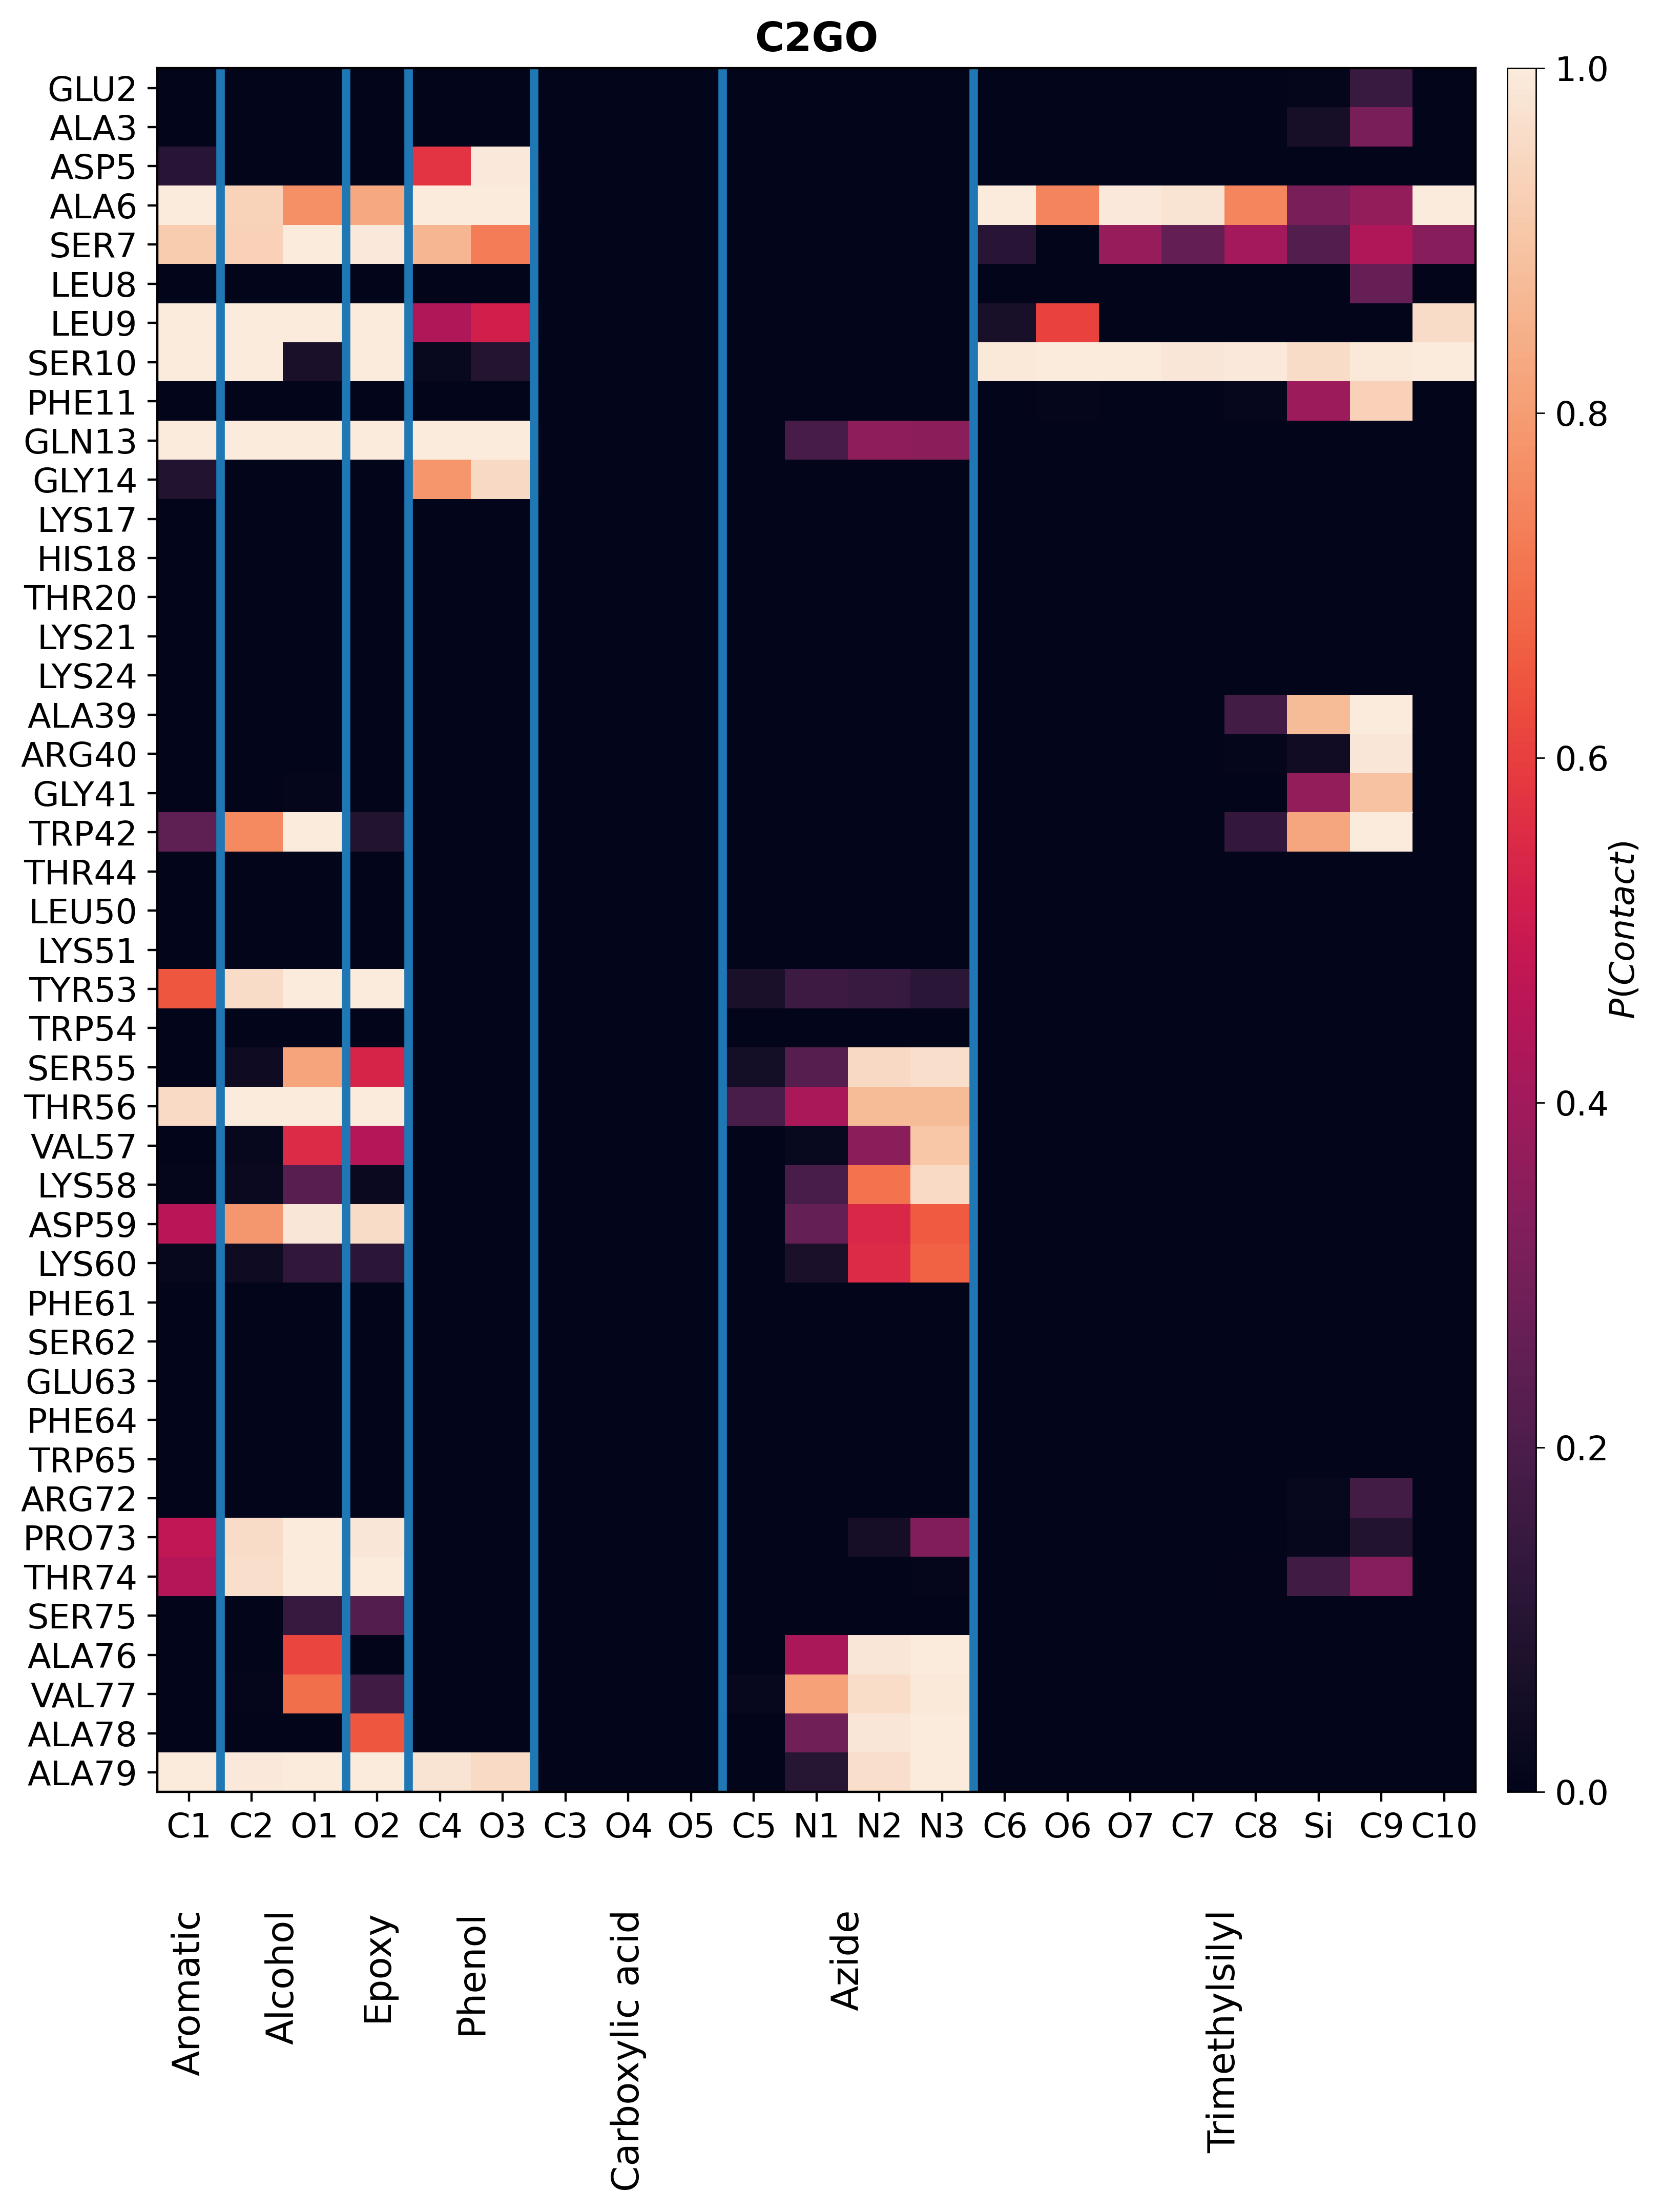 C2GO
GLU2
ALA3
ASP5
ALA6
SER7
LEU8
LEU9
SER10
PHE11
GLN13
GLY14
LYS17
HIS18
THR20
LYS21
LYS24
ALA39
ARG40
GLY41
TRP42
THR44
LEU50
LYS51
TYR53
TRP54
SER55
THR56
VAL57
LYS58
ASP59
LYS60
PHE61
SER62
GLU63
PHE64
TRP65
ARG72
PRO73
THR74
SER75
ALA76
VAL77
ALA78
ALA79
C1 C2 O1 O2 C4 O3 C3 O4 O5 C5 N1 N2 N3 C6 O6 O7 C7 C8 Si C9 C10
Aromatic
Alcohol
Epoxy
Phenol
Carboxylic acid
Azide
Trimethylsilyl
1.0
0.8
0.6
0.4
0.2
0.0
P(Contact)